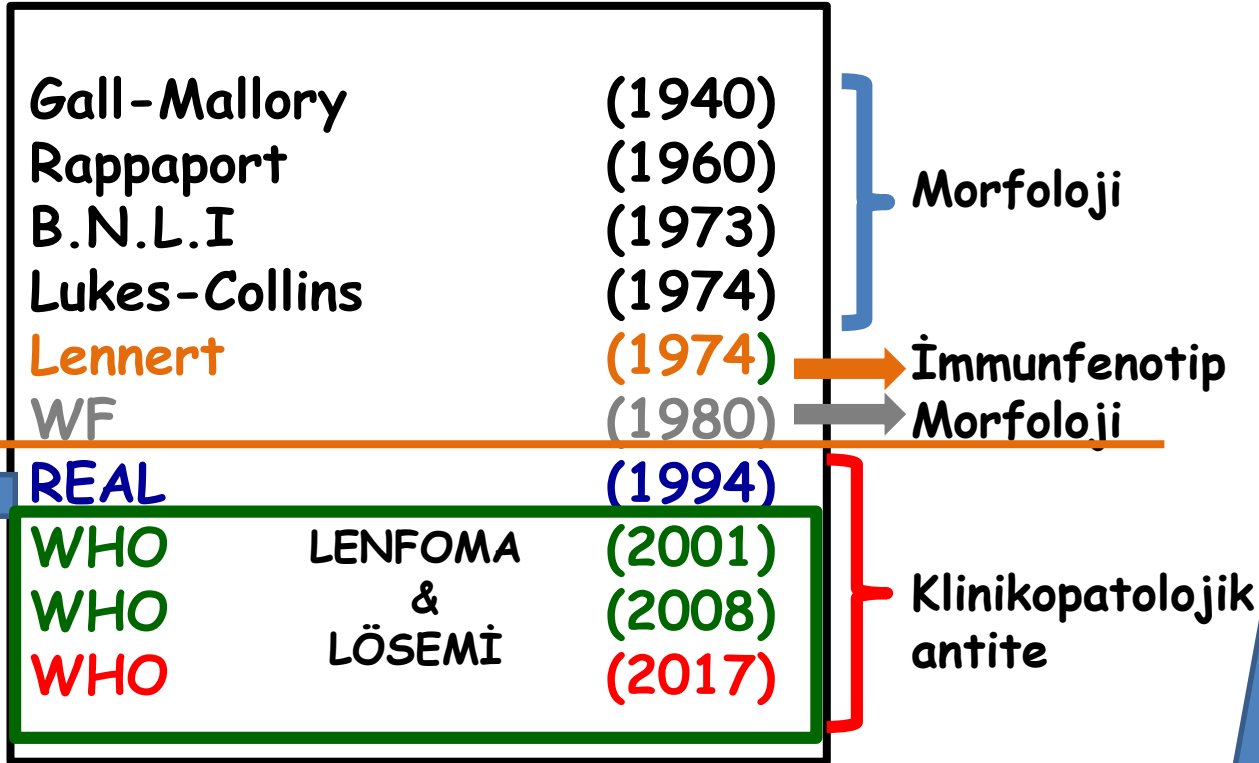 Gall-Mallory (1940)
Rappaport (1960)
B.N.L.I (1973)
Lukes-Collins (1974)
Morfoloji
Lennert (1974) İmmunfenotip
WF (1980) Morfoloji
REAL (1994)
WHO LENFOMA (2001)
WHO & (2008)
LÖSEMİ
WHO (2017)
Klinikopatolojik
antite